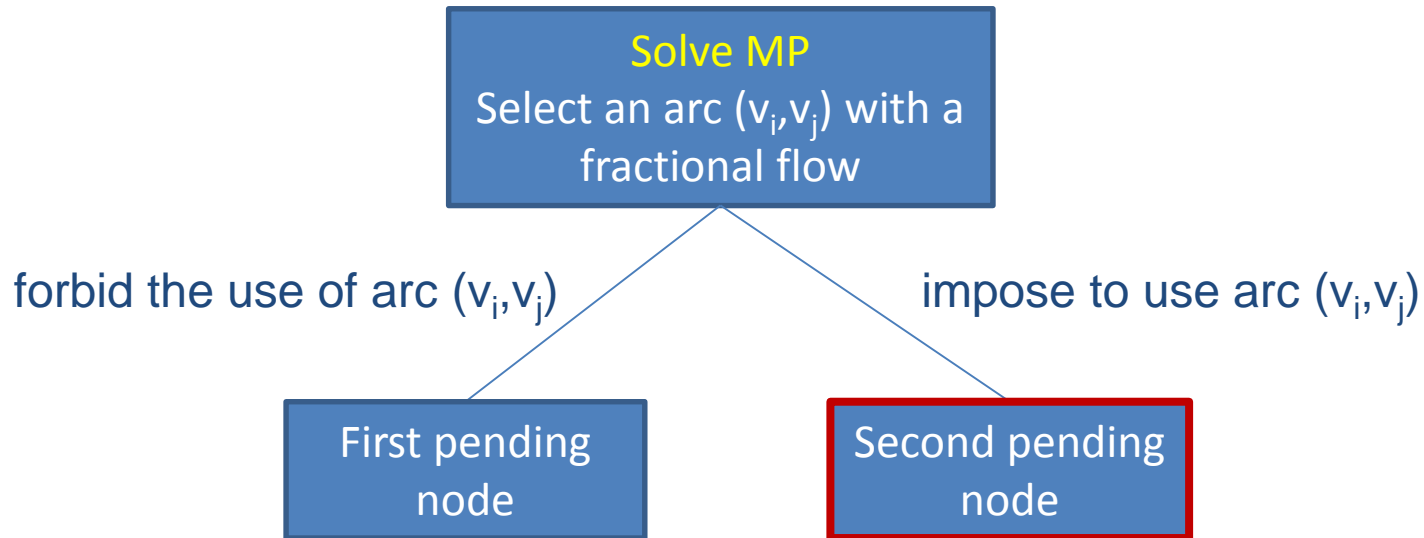 Solve MP
Select an arc (vᵢ,vⱼ) with a
fractional flow
forbid the use of arc (vᵢ,vⱼ)
impose to use arc (vᵢ,vⱼ)
First pending
node
Second pending
node